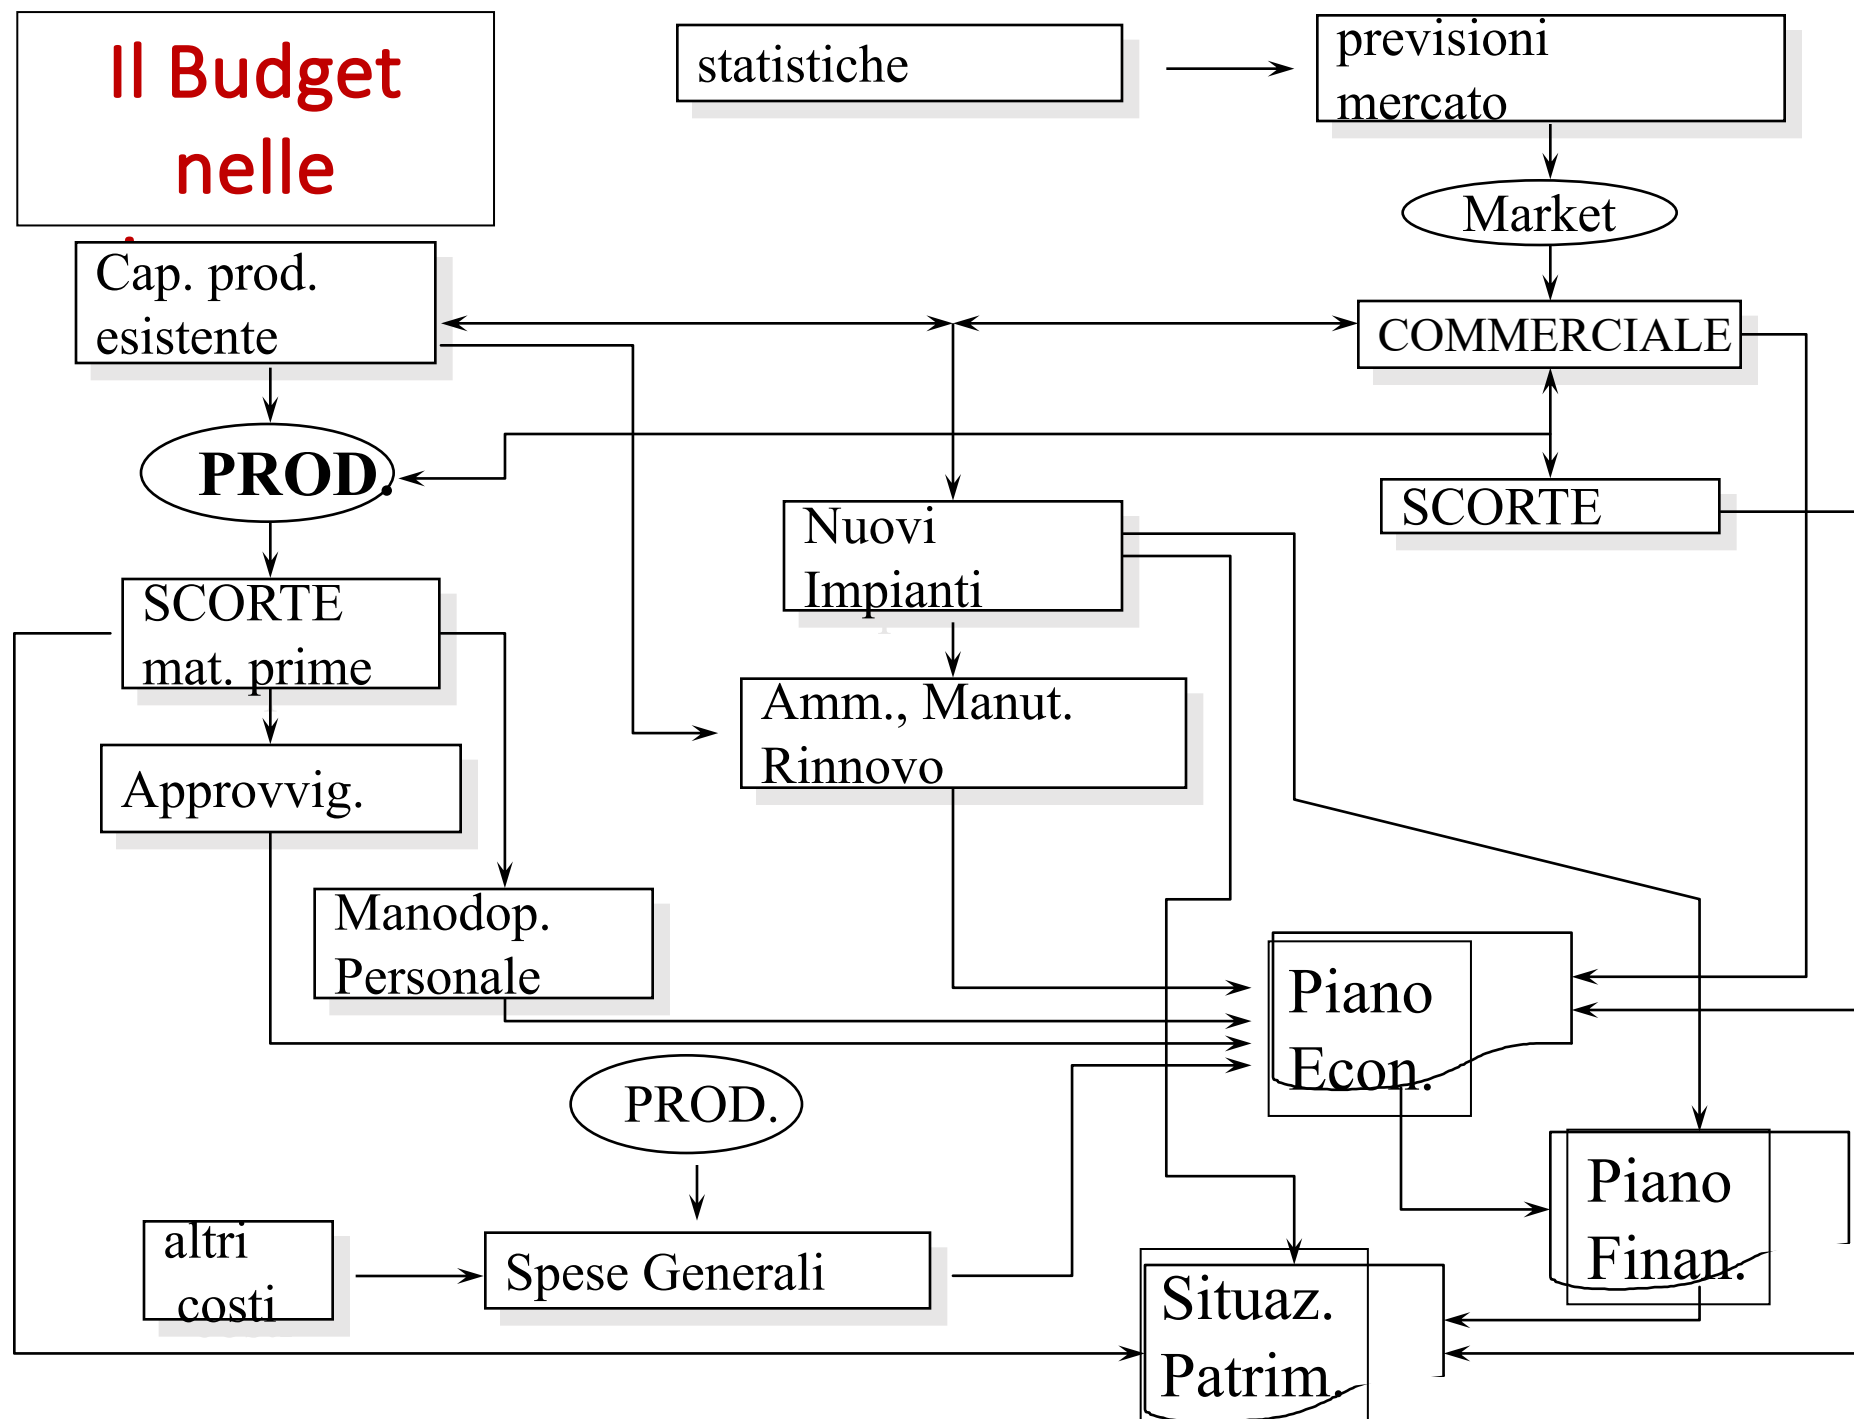 Il Budget
nelle
statistiche
previsioni
mercato
Market
Cap. prod.
esistente
COMMERCIALE
PROD.
SCORTE
Nuovi
Impianti
SCORTE
mat. prime
Amm., Manut.
Rinnovo
Approvvig.
Manodop.
Personale
Piano
Econ.
PROD.
Piano
Finan.
altri
costi
Spese Generali
Situaz.
Patrim.